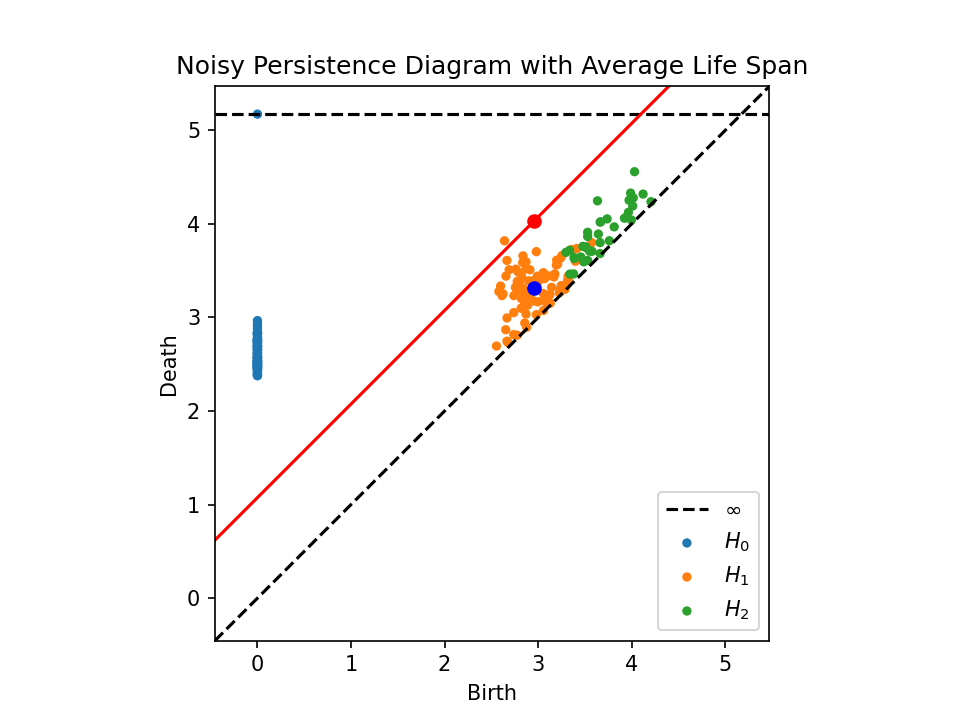 Noisy Persistence Diagram with Average Life Span
Death
5
4
3
2
1
0
0 1 2 3 4 5
Birth
∞
H₀
H₁
H₂